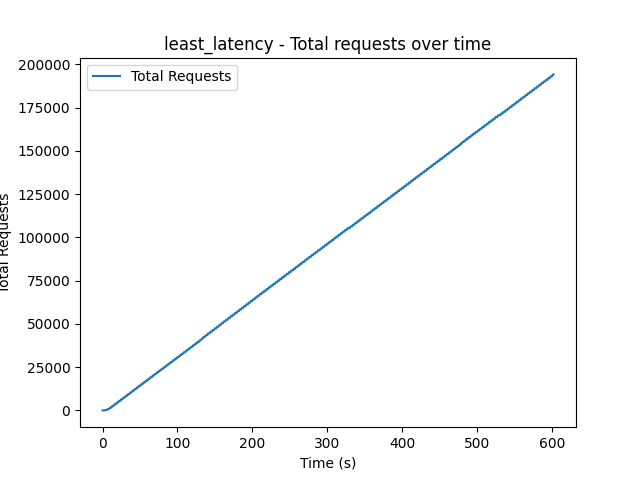 least_latency - Total requests over time
Total Requests
200000
175000
150000
125000
100000
75000
50000
25000
0
Total Requests
0 100 200 300 400 500 600
Time (s)